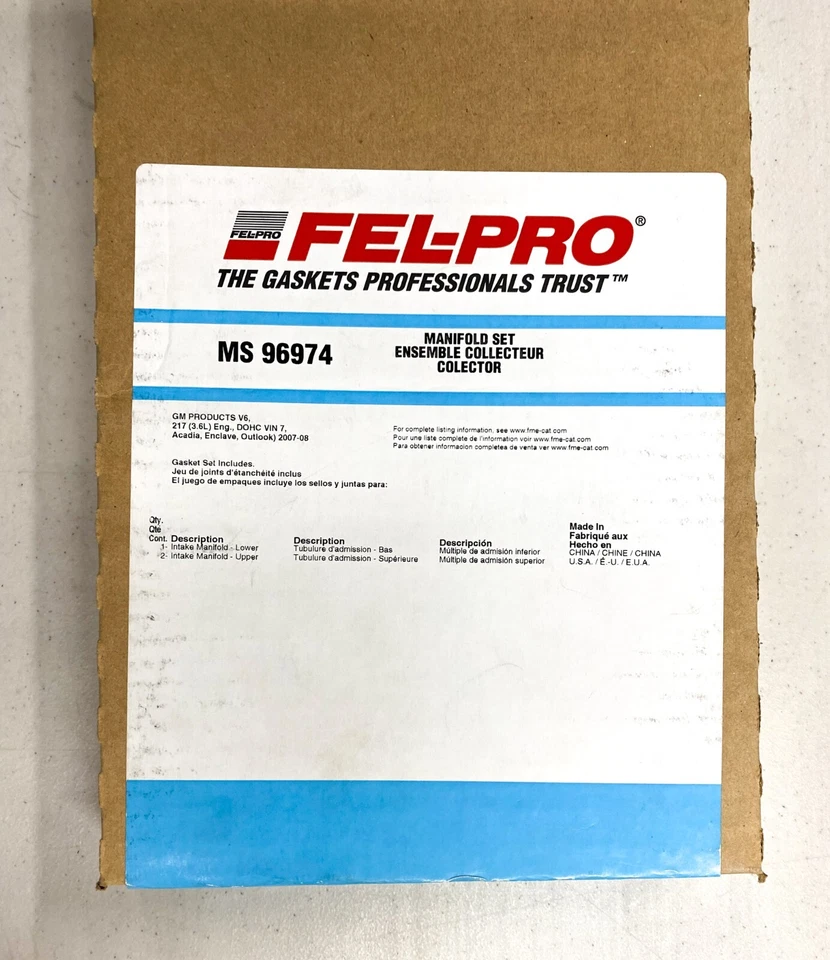 FEL-PRO
FEL-PRO®
THE GASKETS PROFESSIONALS TRUST™
MS 96974
MANIFOLD SET
ENSEMBLE COLLECTEUR
COLECTOR
GM PRODUCTS V6,
217 (3.6L) Eng., DOHC VIN 7,
Acadia, Enclave, Outlook) 2007-08
For complete listing information, see www.fme-cat.com
Pour une liste complete de l'information voir www.fme-cat.com
Para obtener informacion completea de venta ver www.fme-cat.com
Gasket Set Includes.
Jeu de joints d'étanchéité inclus
El juego de empaques incluye los sellos y juntas para:
Qty.
Qté
Cont. Description Description Descripción
1- Intake Manifold - Lower Tubulure d'admission - Bas Múltiple de admisión inferior
2- Intake Manifold - Upper Tubulure d'admission - Supérieure Múltiple de admisión superior
Made In
Fabriqué aux
Hecho en
CHINA / CHINE / CHINA
U.S.A. / É.-U. / E.U.A.